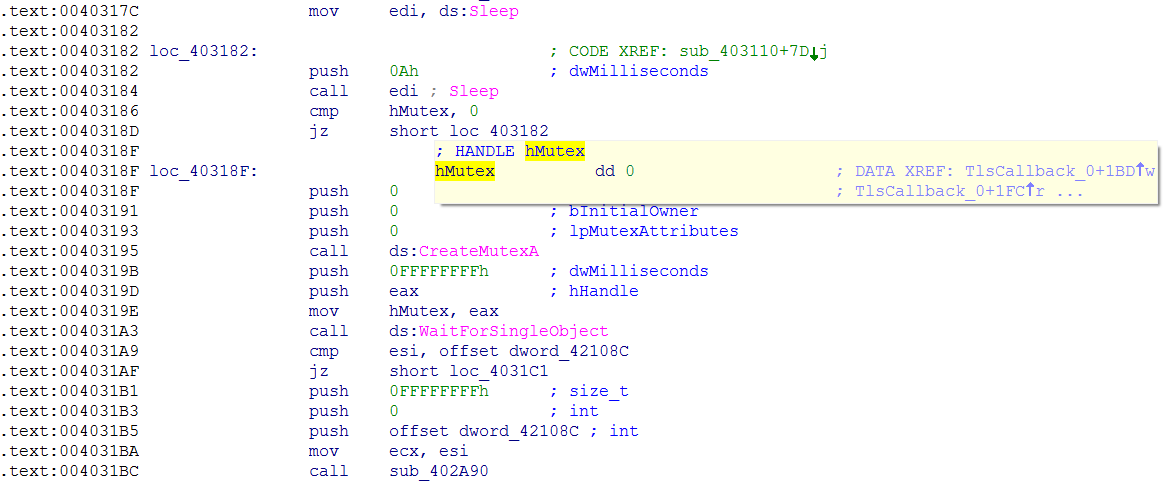 .text:0040317C mov edi, ds:Sleep
.text:00403182
.text:00403182 loc_403182: ; CODE XREF: sub_403110+7D↓j
.text:00403182 push 0Ah ; dwMilliseconds
.text:00403184 call edi ; Sleep
.text:00403186 cmp hMutex, 0
.text:0040318D jz short loc_403182
.text:0040318F ; HANDLE hMutex
.text:0040318F loc_40318F: hMutex dd 0 ; DATA XREF: TlsCallback_0+1BD↑w
.text:0040318F push 0 ; TlsCallback_0+1FC↑r ...
.text:00403191 push 0 ; bInitialOwner
.text:00403193 push 0 ; lpMutexAttributes
.text:00403195 call ds:CreateMutexA
.text:0040319B push 0FFFFFFFFh ; dwMilliseconds
.text:0040319D push eax ; hHandle
.text:0040319E mov hMutex, eax
.text:004031A3 call ds:WaitForSingleObject
.text:004031A9 cmp esi, offset dword_42108C
.text:004031AF jz short loc_4031C1
.text:004031B1 push 0FFFFFFFFh ; size_t
.text:004031B3 push 0 ; int
.text:004031B5 push offset dword_42108C ; int
.text:004031BA mov ecx, esi
.text:004031BC call sub_402A90